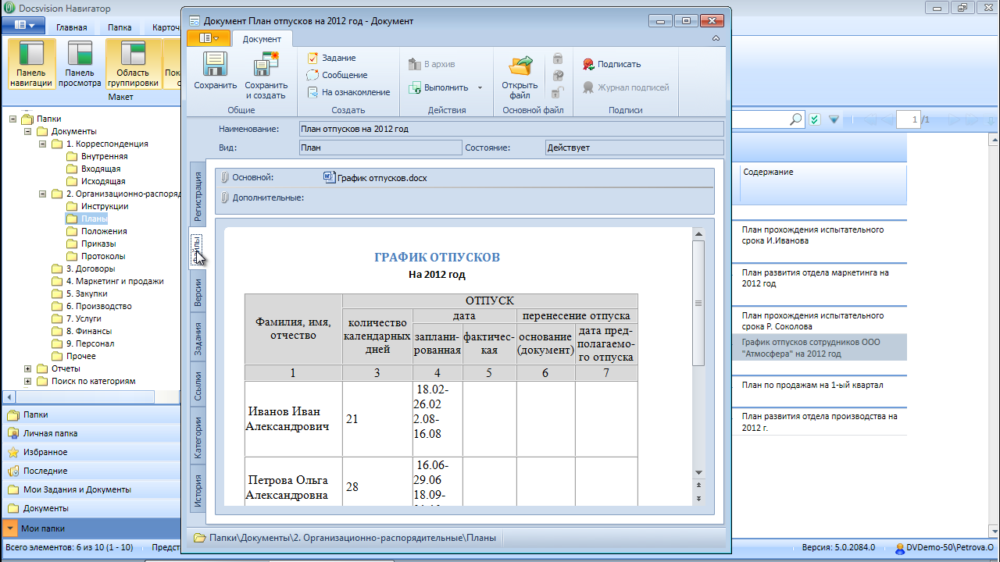 Docsvision Навигатор
Главная
Папка
Панель навигации
Панель просмотра
Область группировки
Макет
Папки
Документы
1. Корреспонденция
Внутренняя
Входящая
Исходящая
2. Организационно-распоряд
Инструкции
Планы
Положения
Приказы
Протоколы
3. Договоры
4. Маркетинг и продажи
5. Закупки
6. Производство
7. Услуги
8. Финансы
9. Персонал
Прочее
Отчеты
Поиск по категориям
Папки
Личная папка
Избранное
Последние
Мои Задания и Документы
Документы
Мои папки
Всего элементов: 6 из 10 (1 - 10)
Документ План отпусков на 2012 год - Документ
Документ
Сохранить
Сохранить и создать
Общие
Задание
Сообщение
На ознакомление
Создать
В архив
Выполнить
Действия
Открыть файл
Основной файл
Подписать
Журнал подписей
Подписи
Наименование:
План отпусков на 2012 год
Вид:
План
Состояние:
Действует
Регистрация
Версии
Задания
Ссылки
Категории
История
Основной:
График отпусков.docx
Дополнительные:
ГРАФИК ОТПУСКОВ
На 2012 год
Фамилия, имя, отчество
ОТПУСК
количество календарных дней
дата
перенесение отпуска
заплани-
рованная
фактичес-
кая
основание (документ)
дата пред-
полагаемо-
го отпуска
1 3 4 5 6 7
Иванов Иван Александрович
21
18.02-
26.02
2.08-
16.08
Петрова Ольга Александровна
28
16.06-
29.06
18.09-
Папки\Документы\2. Организационно-распорядительные\Планы
1 /1
Содержание
План прохождения испытательного
срока И.Иванова
План развития отдела маркетинга на
2012 год
План прохождения испытательного
срока Р. Соколова
График отпусков сотрудников ООО
"Атмосфера" на 2012 год
План по продажам на 1-ый квартал
План развития отдела производства на
2012 г.
Версия: 5.0.2084.0
DVDemo-50\Petrova.O